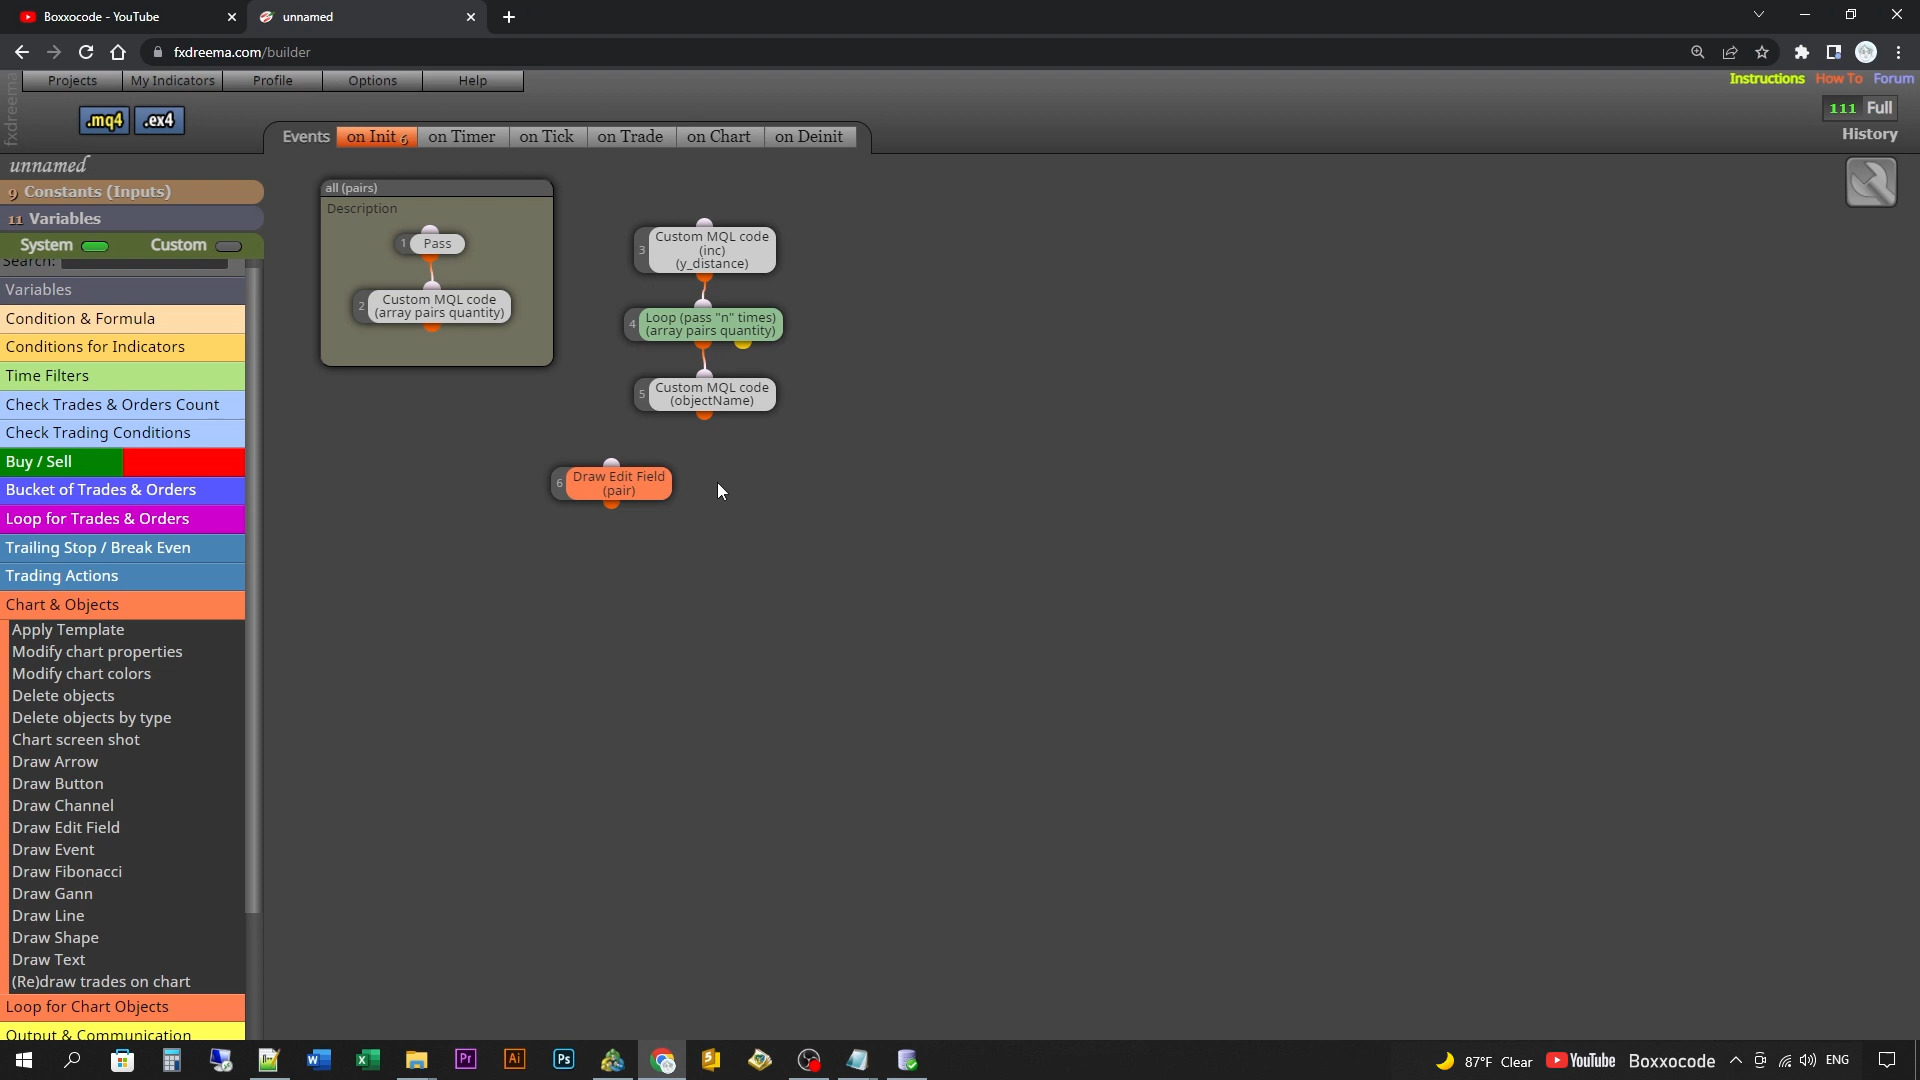 Boxxocode - YouTube
unnamed
fxdreema.com/builder
Projects
My Indicators
Profile
Options
Help
Instructions
How To
Forum
fxdreema
.mq4
.ex4
111 Full
History
Events
on Init 6
on Timer
on Tick
on Trade
on Chart
on Deinit
unnamed
9 Constants (Inputs)
11 Variables
System
Custom
Search:
Variables
Condition & Formula
Conditions for Indicators
Time Filters
Check Trades & Orders Count
Check Trading Conditions
Buy / Sell
Bucket of Trades & Orders
Loop for Trades & Orders
Trailing Stop / Break Even
Trading Actions
Chart & Objects
Apply Template
Modify chart properties
Modify chart colors
Delete objects
Delete objects by type
Chart screen shot
Draw Arrow
Draw Button
Draw Channel
Draw Edit Field
Draw Event
Draw Fibonacci
Draw Gann
Draw Line
Draw Shape
Draw Text
(Re)draw trades on chart
Loop for Chart Objects
Output & Communication
all (pairs)
Description
1 Pass
2 Custom MQL code
(array pairs quantity)
3 Custom MQL code
(inc)
(y_distance)
4 Loop (pass "n" times)
(array pairs quantity)
5 Custom MQL code
(objectName)
6 Draw Edit Field
(pair)
W
X
Pr
Ai
Ps
5
87°F Clear
YouTube
Boxxocode
ENG